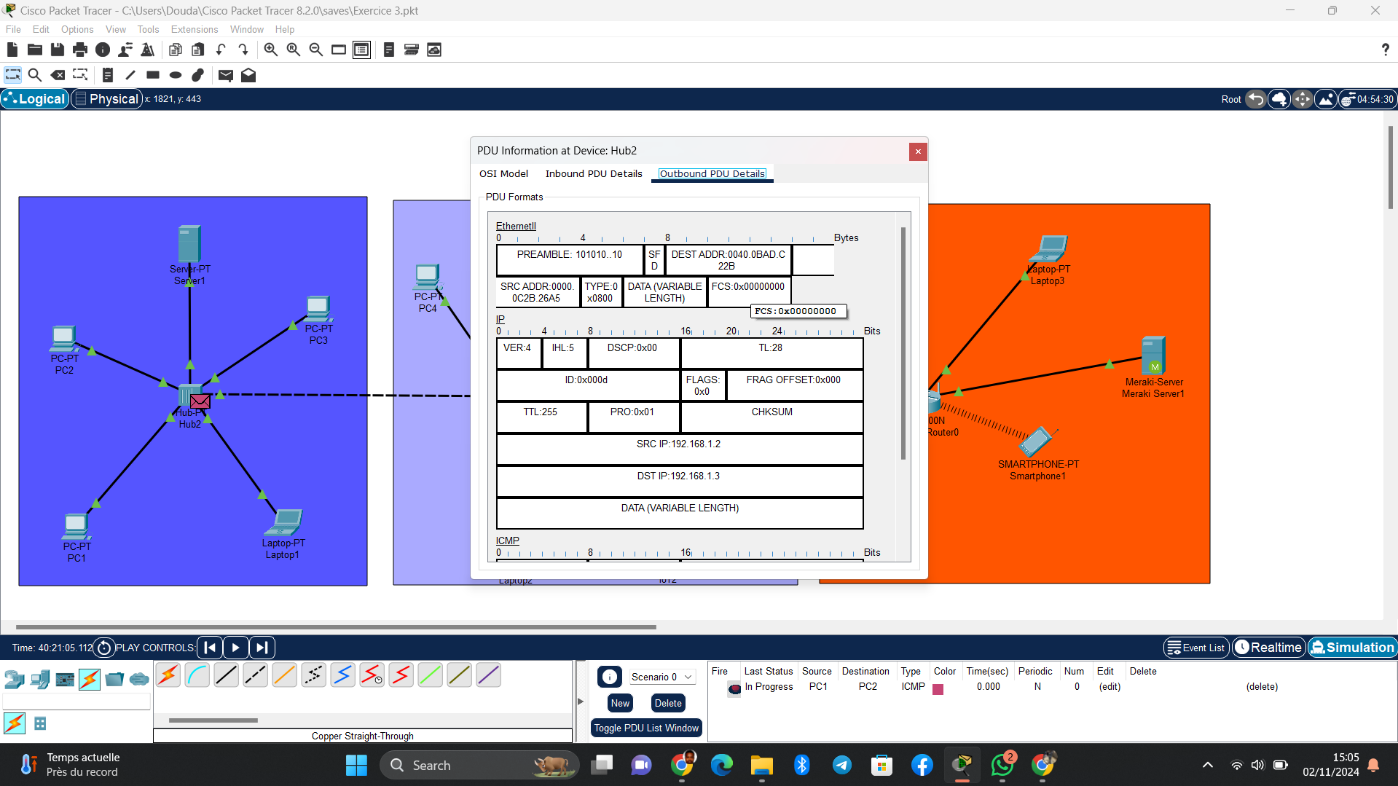 Cisco Packet Tracer - C:\Users\Douda\Cisco Packet Tracer 8.2.0\saves\Exercice 3.pkt
File Edit Options View Tools Extensions Window Help
Logical Physical x: 1821, y: 443
Root 04:54:30
PDU Information at Device: Hub2
OSI Model Inbound PDU Details Outbound PDU Details
PDU Formats
EthernetII
0 4 8 Bytes
PREAMBLE: 101010..10
SF
D
DEST ADDR:0040.0BAD.C
22B
SRC ADDR:0000.
0C2B.26A5
TYPE:0
x0800
DATA (VARIABLE
LENGTH)
FCS:0x00000000
FCS:0x00000000
IP
0 4 8 16 20 24 Bits
VER:4 IHL:5 DSCP:0x00 TL:28
ID:0x000d
FLAGS:
0x0
FRAG OFFSET:0x000
TTL:255 PRO:0x01 CHKSUM
SRC IP:192.168.1.2
DST IP:192.168.1.3
DATA (VARIABLE LENGTH)
ICMP
0 8 16 Bits
Server-PT
Server1
PC-PT
PC3
PC-PT
PC2
Hub-P
Hub2
PC-PT
PC1
Laptop-PT
Laptop1
PC-PT
PC4
Laptop2
Laptop-PT
Laptop3
Meraki-Server
Meraki Server1
00N
Router0
SMARTPHONE-PT
Smartphone1
Time: 40:21:05.112 PLAY CONTROLS:
Event List Realtime Simulation
Scenario 0
New Delete
Toggle PDU List Window
Fire Last Status Source Destination Type Color Time(sec) Periodic Num Edit Delete
In Progress PC1 PC2 ICMP 0.000 N 0 (edit) (delete)
Copper Straight-Through
Temps actuelle
Près du record
Search
2
15:05
02/11/2024